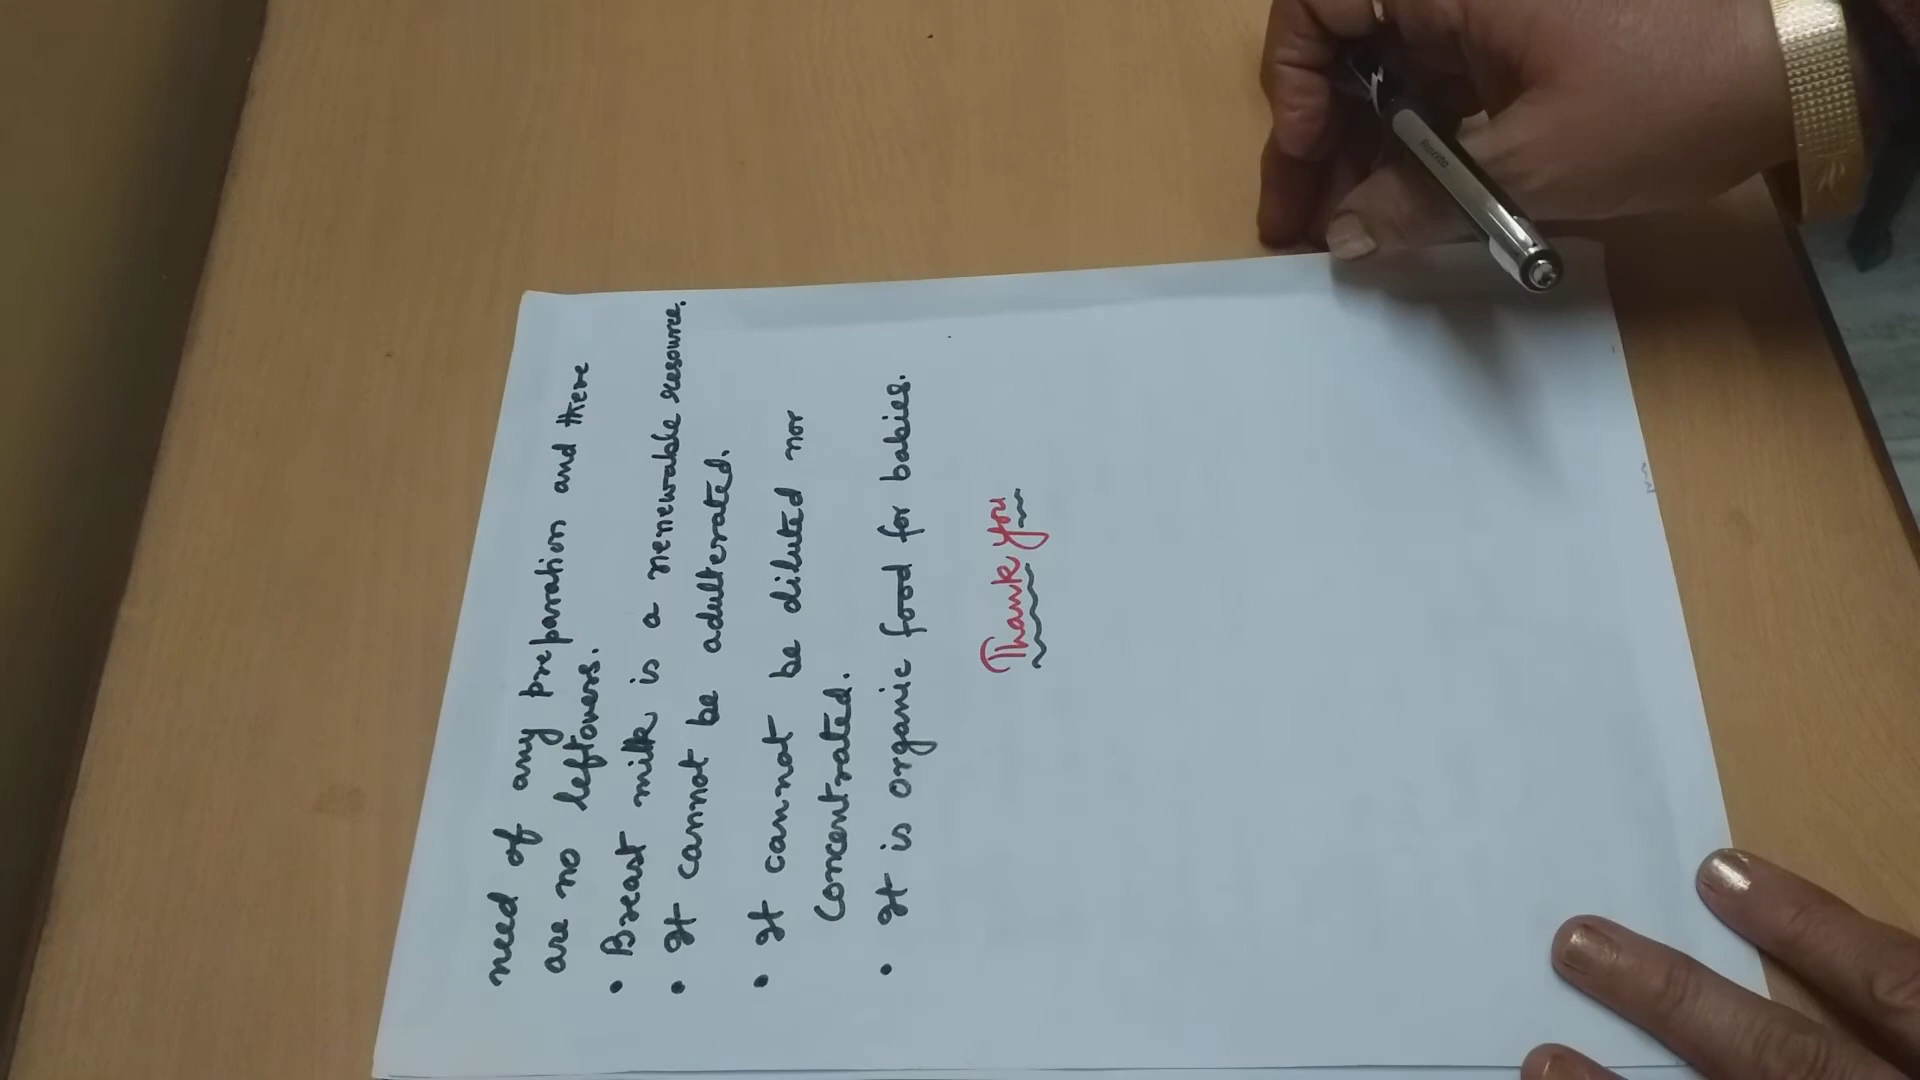 need of any preparation and there
are no leftovers.
• Breast milk is a renewable resource.
• It cannot be adulterated.
• It cannot be diluted nor
Concentrated.
• It is organic food for babies.
Thank you